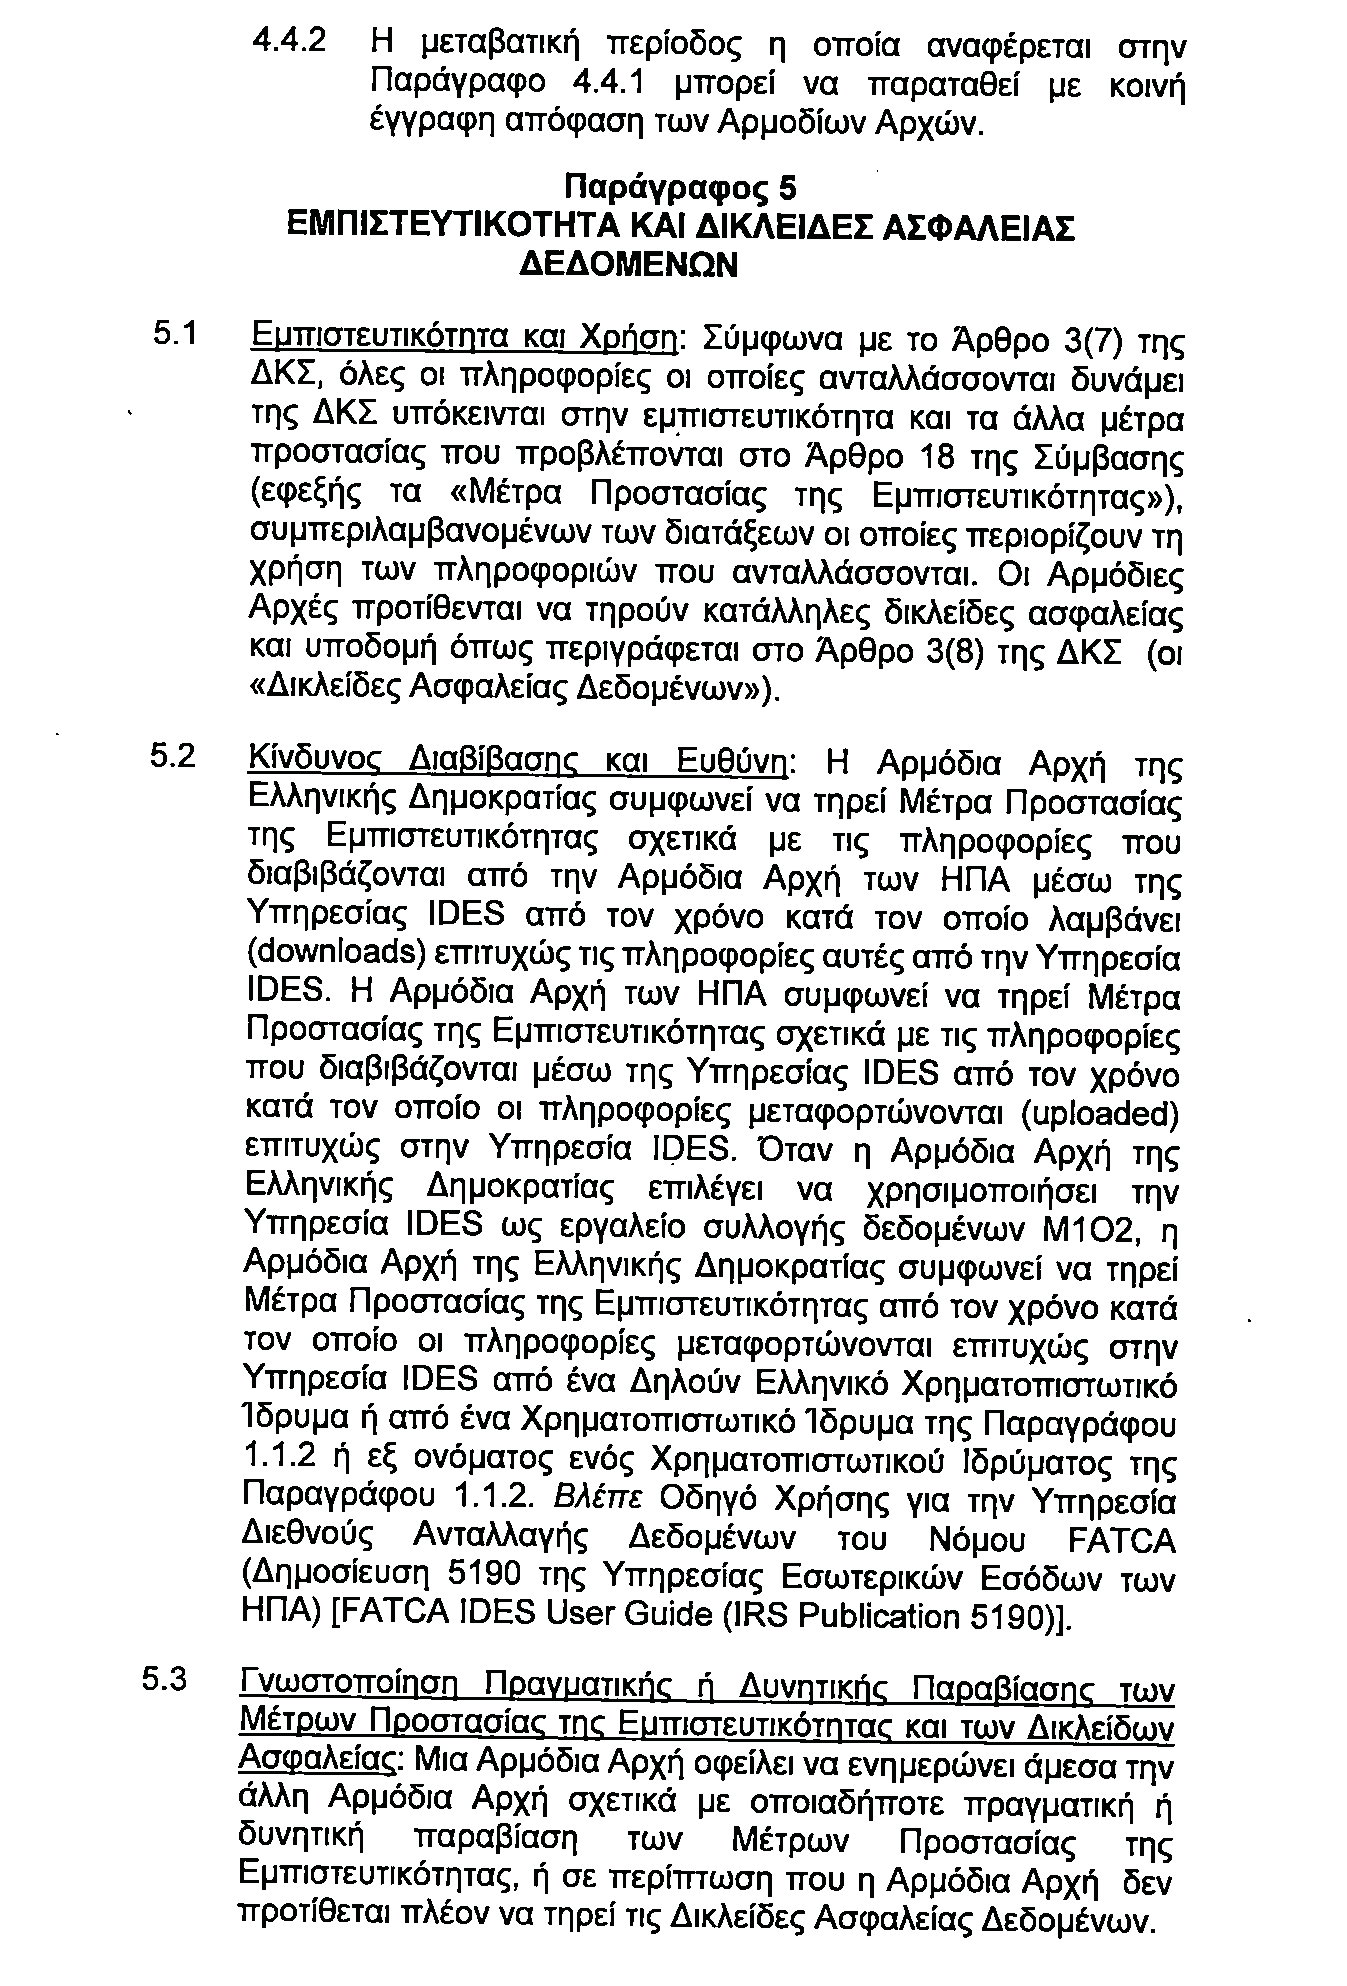 4.4.2 Η μεταβατική περίοδος η οποία αναφέρεται στην
Παράγραφο 4.4.1 μπορεί να παραταθεί με κοινή
έγγραφη απόφαση των Αρμοδίων Αρχών.
Παράγραφος 5
ΕΜΠΙΣΤΕΥΤΙΚΟΤΗΤΑ ΚΑΙ ΔΙΚΛΕΙΔΕΣ ΑΣΦΑΛΕΙΑΣ
ΔΕΔΟΜΕΝΩΝ
5.1 Εμπιστευτικότητα και Χρήση: Σύμφωνα με το Άρθρο 3(7) της
ΔΚΣ, όλες οι πληροφορίες οι οποίες ανταλλάσσονται δυνάμει
της ΔΚΣ υπόκεινται στην εμπιστευτικότητα και τα άλλα μέτρα
προστασίας που προβλέπονται στο Άρθρο 18 της Σύμβασης
(εφεξής τα «Μέτρα Προστασίας της Εμπιστευτικότητας»),
συμπεριλαμβανομένων των διατάξεων οι οποίες περιορίζουν τη
χρήση των πληροφοριών που ανταλλάσσονται. Οι Αρμόδιες
Αρχές προτίθενται να τηρούν κατάλληλες δικλείδες ασφαλείας
και υποδομή όπως περιγράφεται στο Άρθρο 3(8) της ΔΚΣ (οι
«Δικλείδες Ασφαλείας Δεδομένων»).
5.2 Κίνδυνος Διαβίβασης και Ευθύνη: Η Αρμόδια Αρχή της
Ελληνικής Δημοκρατίας συμφωνεί να τηρεί Μέτρα Προστασίας
της Εμπιστευτικότητας σχετικά με τις πληροφορίες που
διαβιβάζονται από την Αρμόδια Αρχή των ΗΠΑ μέσω της
Υπηρεσίας IDES από τον χρόνο κατά τον οποίο λαμβάνει
(downloads) επιτυχώς τις πληροφορίες αυτές από την Υπηρεσία
IDES. Η Αρμόδια Αρχή των ΗΠΑ συμφωνεί να τηρεί Μέτρα
Προστασίας της Εμπιστευτικότητας σχετικά με τις πληροφορίες
που διαβιβάζονται μέσω της Υπηρεσίας IDES από τον χρόνο
κατά τον οποίο οι πληροφορίες μεταφορτώνονται (uploaded)
επιτυχώς στην Υπηρεσία IDES. Όταν η Αρμόδια Αρχή της
Ελληνικής Δημοκρατίας επιλέγει να χρησιμοποιήσει την
Υπηρεσία IDES ως εργαλείο συλλογής δεδομένων M1O2, η
Αρμόδια Αρχή της Ελληνικής Δημοκρατίας συμφωνεί να τηρεί
Μέτρα Προστασίας της Εμπιστευτικότητας από τον χρόνο κατά
τον οποίο οι πληροφορίες μεταφορτώνονται επιτυχώς στην
Υπηρεσία IDES από ένα Δηλούν Ελληνικό Χρηματοπιστωτικό
Ίδρυμα ή από ένα Χρηματοπιστωτικό Ίδρυμα της Παραγράφου
1.1.2 ή εξ ονόματος ενός Χρηματοπιστωτικού Ιδρύματος της
Παραγράφου 1.1.2. Βλέπε Οδηγό Χρήσης για την Υπηρεσία
Διεθνούς Ανταλλαγής Δεδομένων του Νόμου FATCA
(Δημοσίευση 5190 της Υπηρεσίας Εσωτερικών Εσόδων των
ΗΠΑ) [FATCA IDES User Guide (IRS Publication 5190)].
5.3 Γνωστοποίηση Πραγματικής ή Δυνητικής Παραβίασης των
Μέτρων Προστασίας της Εμπιστευτικότητας και των Δικλείδων
Ασφαλείας: Μια Αρμόδια Αρχή οφείλει να ενημερώνει άμεσα την
άλλη Αρμόδια Αρχή σχετικά με οποιαδήποτε πραγματική ή
δυνητική παραβίαση των Μέτρων Προστασίας της
Εμπιστευτικότητας, ή σε περίπτωση που η Αρμόδια Αρχή δεν
προτίθεται πλέον να τηρεί τις Δικλείδες Ασφαλείας Δεδομένων.